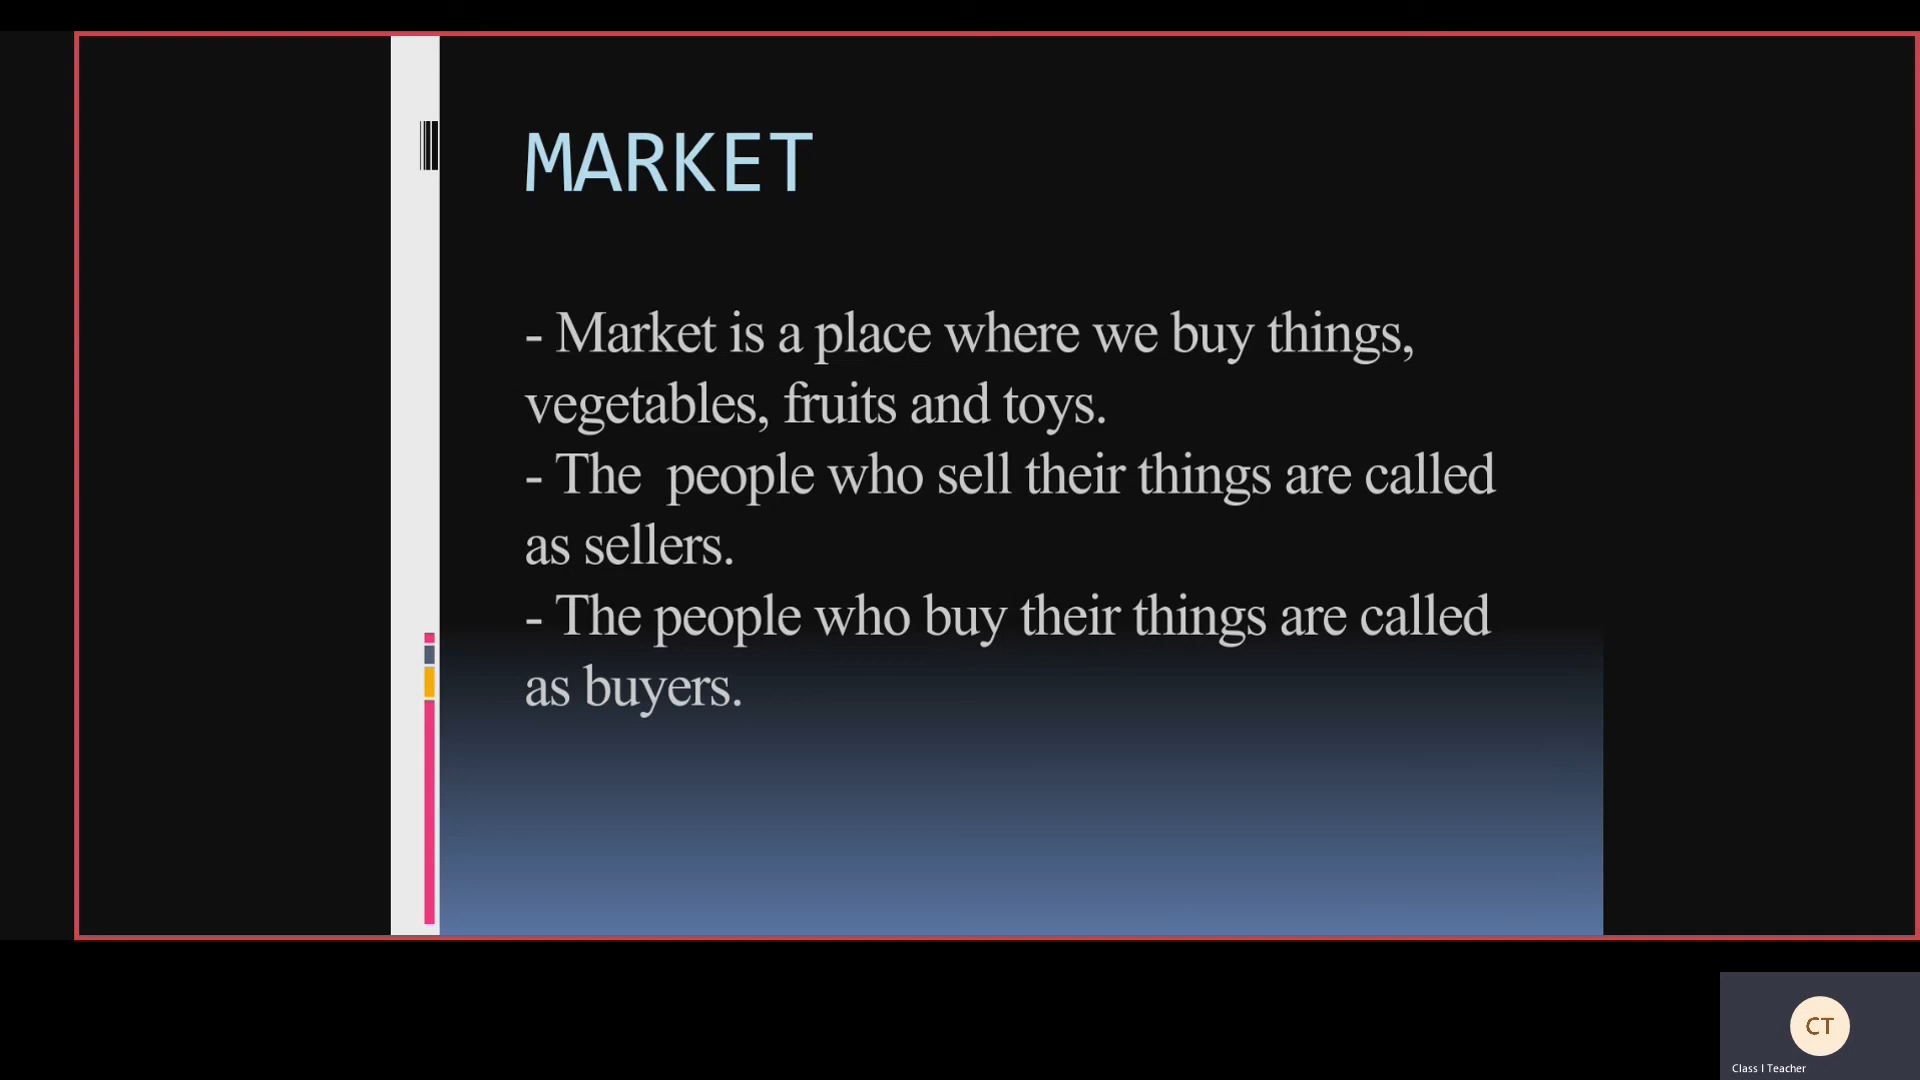 MARKET
- Market is a place where we buy things,
vegetables, fruits and toys.
- The  people who sell their things are called
as sellers.
- The people who buy their things are called
as buyers.
CT
Class I Teacher